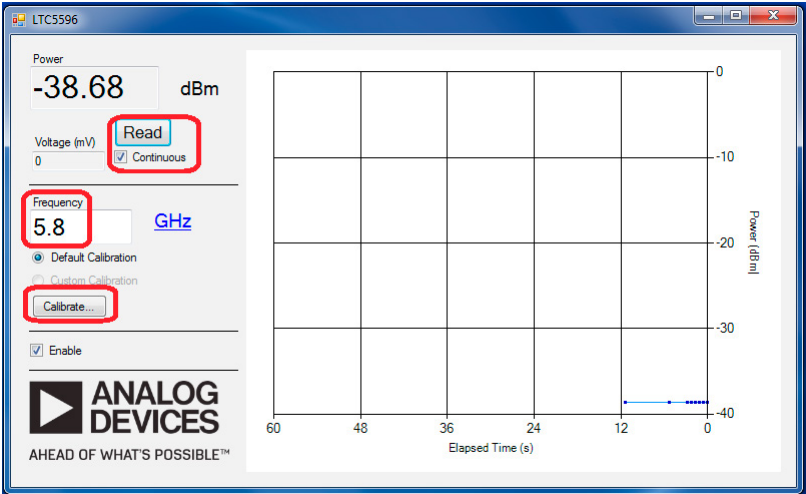 LTC5596
Power
-38.68 dBm
Voltage (mV)
0
Read
Continuous
Frequency
5.8 GHz
Default Calibration
Custom Calibration
Calibrate...
Enable
ANALOG
DEVICES
AHEAD OF WHAT'S POSSIBLE™
0
-10
-20
-30
-40
Power (dBm)
60 48 36 24 12 0
Elapsed Time (s)